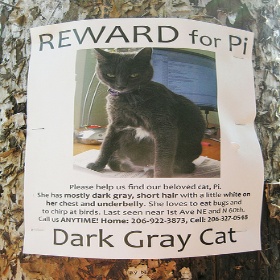 REWARD for Pi
Please help us find our beloved cat, Pi.
She has mostly dark gray, short hair with a little white on
her chest and underbelly. She loves to eat bugs and
to chirp at birds. Last seen near 1st Ave NE and N 60th.
Call us ANYTIME! Home: 206-922-3873, Cell: 206-327-0568
Dark Gray Cat